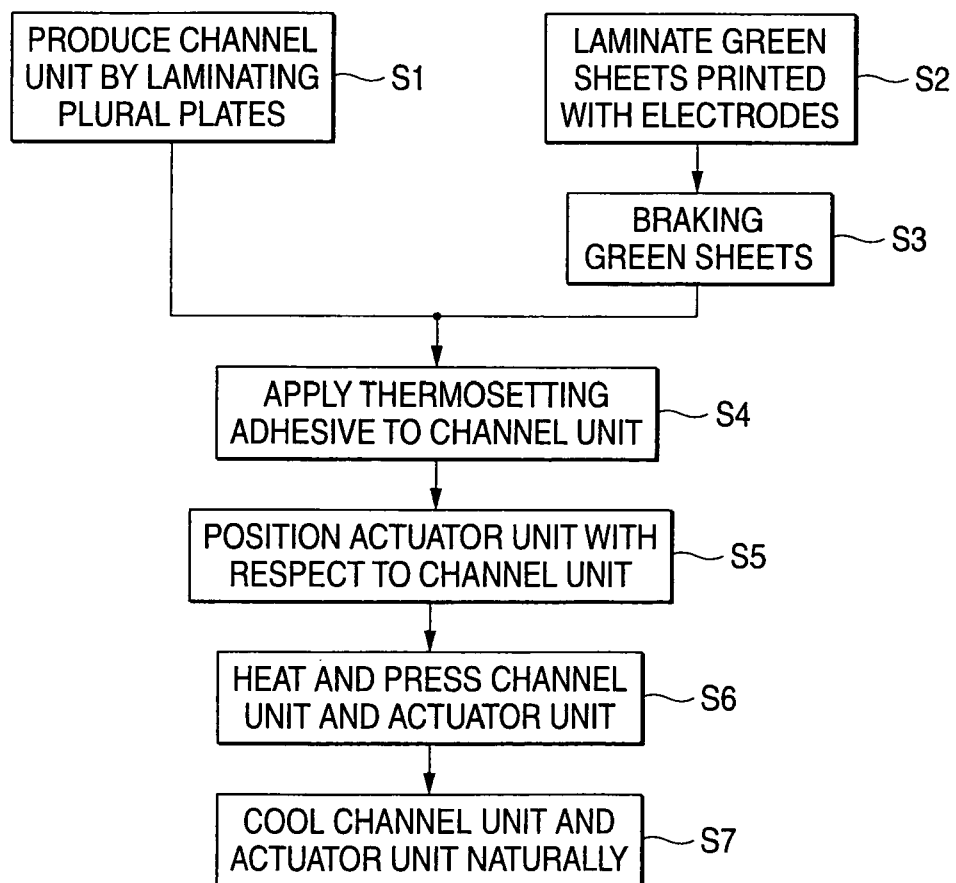 PRODUCE CHANNEL
UNIT BY LAMINATING
PLURAL PLATES
S1
LAMINATE GREEN
SHEETS PRINTED
WITH ELECTRODES
S2
BRAKING
GREEN SHEETS
S3
APPLY THERMOSETTING
ADHESIVE TO CHANNEL UNIT
S4
POSITION ACTUATOR UNIT WITH
RESPECT TO CHANNEL UNIT
S5
HEAT AND PRESS CHANNEL
UNIT AND ACTUATOR UNIT
S6
COOL CHANNEL UNIT AND
ACTUATOR UNIT NATURALLY
S7